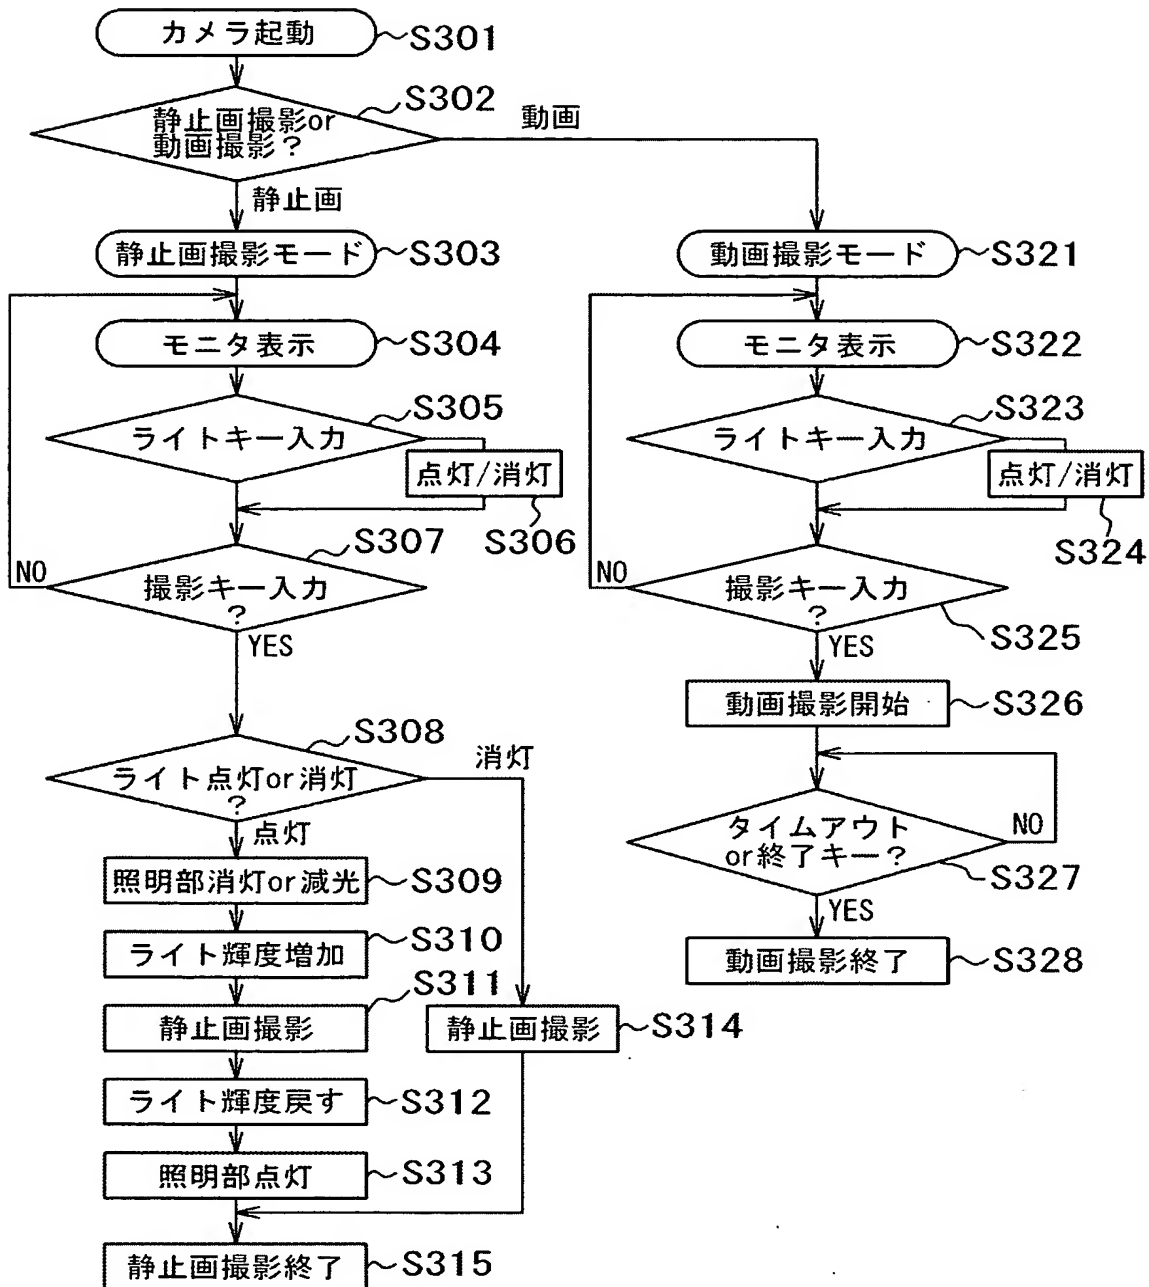 カメラ起動
S301
静止画撮影or
動画撮影?
S302
動画
静止画
静止画撮影モード
S303
モニタ表示
S304
ライトキー入力
S305
点灯/消灯
S306
撮影キー入力
?
S307
NO
YES
ライト点灯or消灯
?
S308
消灯
点灯
照明部消灯or減光
S309
ライト輝度増加
S310
静止画撮影
S311
ライト輝度戻す
S312
照明部点灯
S313
静止画撮影
S314
静止画撮影終了
S315
動画撮影モード
S321
モニタ表示
S322
ライトキー入力
S323
点灯/消灯
S324
撮影キー入力
?
S325
NO
YES
動画撮影開始
S326
タイムアウト
or終了キー?
S327
NO
YES
動画撮影終了
S328